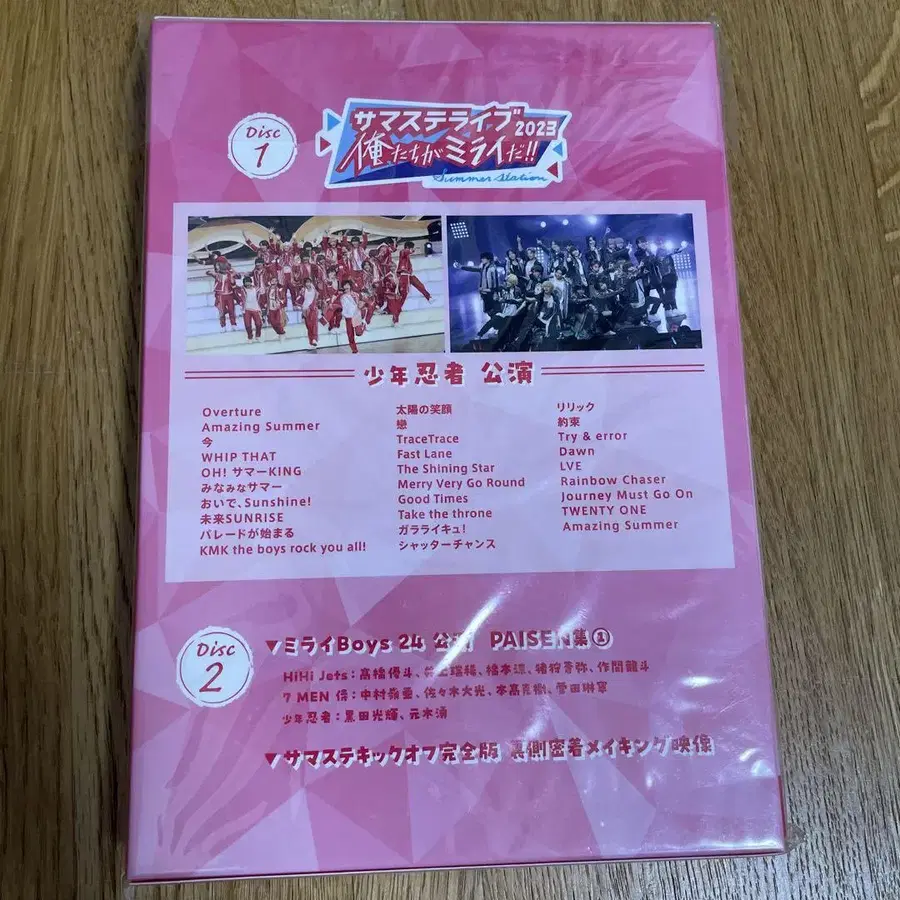 Disc 1
サマステライブ2023
俺たちがミライだ!!
Summer Station
少年忍者 公演
Overture
Amazing Summer
今
WHIP THAT
OH! サマーKING
みなみなサマー
おいで、Sunshine!
未来SUNRISE
パレードが始まる
KMK the boys rock you all!
太陽の笑顔
戀
TraceTrace
Fast Lane
The Shining Star
Merry Very Go Round
Good Times
Take the throne
ガラライキュ!
シャッターチャンス
リリック
約束
Try & error
Dawn
LVE
Rainbow Chaser
Journey Must Go On
TWENTY ONE
Amazing Summer
Disc 2
▼ミライBoys 24 公演 PAISEN集①
HiHi Jets:髙橋優斗、井上瑞稀、橋本涼、猪狩蒼弥、作間龍斗
7 MEN 侍:中村嶺亜、佐々木大光、本髙克樹、菅田琳寧
少年忍者:黒田光輝、元木湧
▼サマステキックオフ完全版 裏側密着メイキング映像